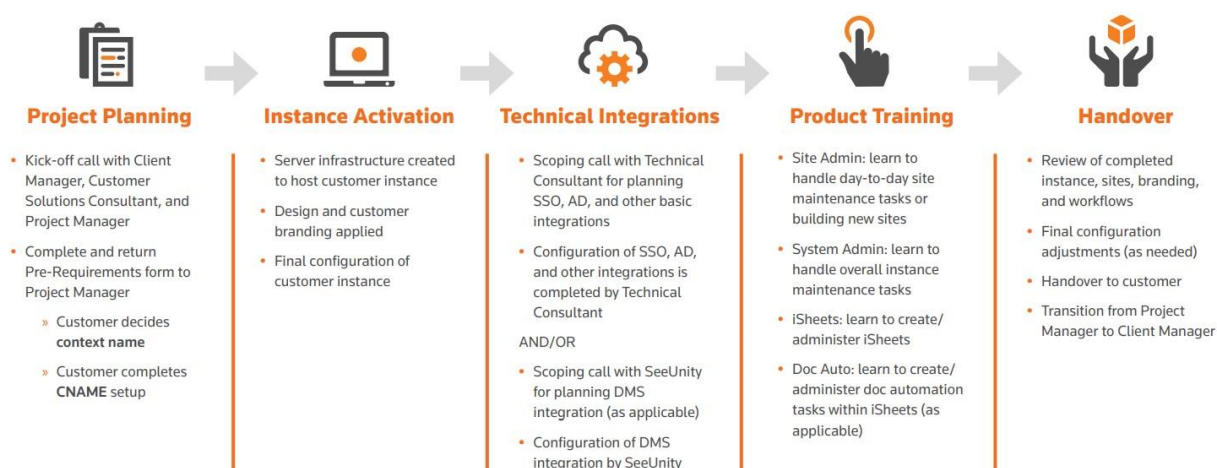 Project Planning
• Kick-off call with Client
Manager, Customer
Solutions Consultant, and
Project Manager
• Complete and return
Pre-Requirements form to
Project Manager
» Customer decides
context name
» Customer completes
CNAME setup
Instance Activation
• Server infrastructure created
to host customer instance
• Design and customer
branding applied
• Final configuration of
customer instance
Technical Integrations
• Scoping call with Technical
Consultant for planning
SSO, AD, and other basic
integrations
• Configuration of SSO, AD,
and other integrations is
completed by Technical
Consultant
AND/OR
• Scoping call with SeeUnity
for planning DMS
integration (as applicable)
• Configuration of DMS
integration by SeeUnity
Product Training
• Site Admin: learn to
handle day-to-day site
maintenance tasks or
building new sites
• System Admin: learn to
handle overall instance
maintenance tasks
• iSheets: learn to create/
administer iSheets
• Doc Auto: learn to create/
administer doc automation
tasks within iSheets (as
applicable)
Handover
• Review of completed
instance, sites, branding,
and workflows
• Final configuration
adjustments (as needed)
• Handover to customer
• Transition from Project
Manager to Client Manager